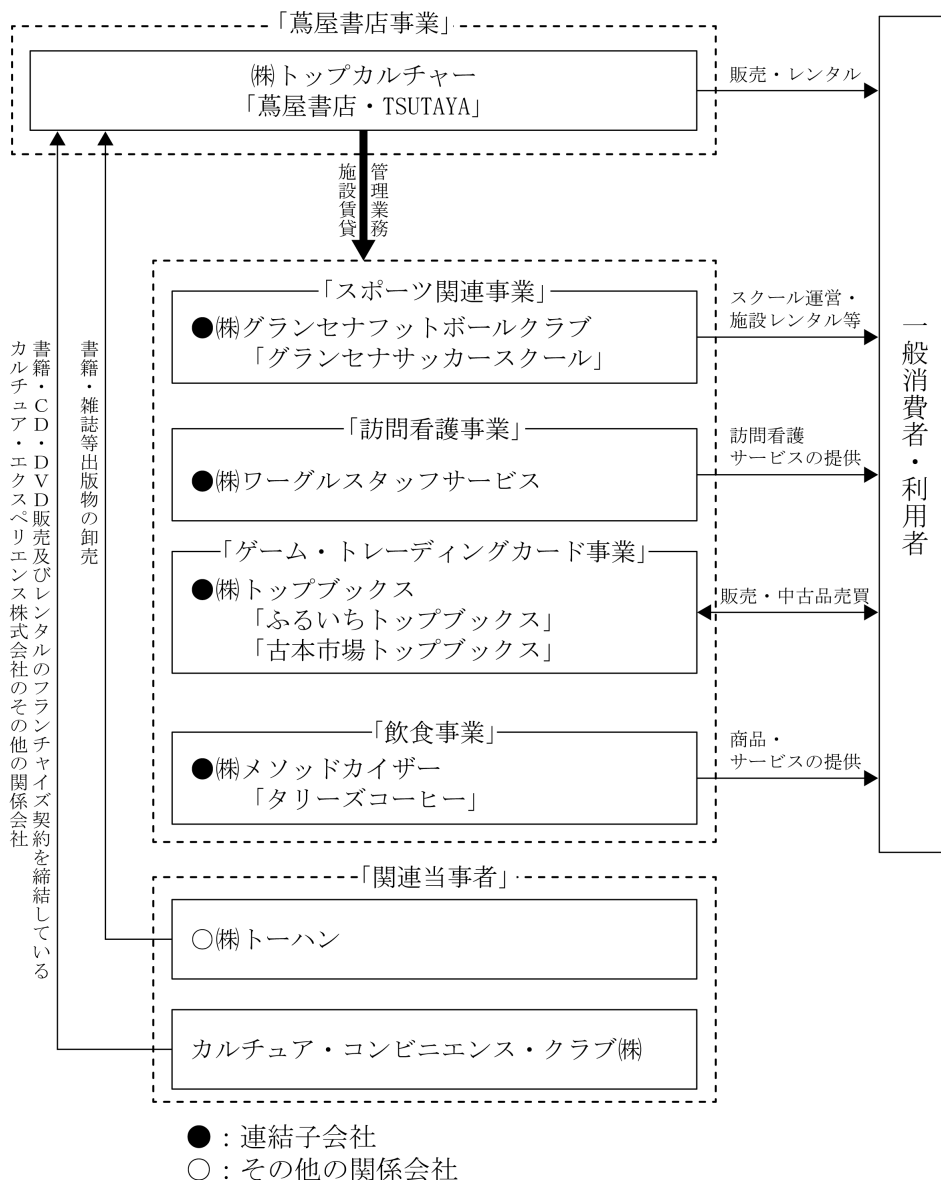 「蔦屋書店事業」
㈱トップカルチャー
「蔦屋書店・TSUTAYA」
販売・レンタル
管理業務
施設賃貸
「スポーツ関連事業」
●㈱グランセナフットボールクラブ
「グランセナサッカースクール」
スクール運営・
施設レンタル等
「訪問看護事業」
●㈱ワーグルスタッフサービス
訪問看護
サービスの提供
「ゲーム・トレーディングカード事業」
●㈱トップブックス
「ふるいちトップブックス」
「古本市場トップブックス」
販売・中古品売買
「飲食事業」
●㈱メソッドカイザー
「タリーズコーヒー」
商品・
サービスの提供
一般消費者・利用者
書籍・雑誌等出版物の卸売
書籍・CD・DVD販売及びレンタルのフランチャイズ契約を締結している
カルチュア・エクスペリエンス株式会社のその他の関係会社
「関連当事者」
○㈱トーハン
カルチュア・コンビニエンス・クラブ㈱
●：連結子会社
○：その他の関係会社